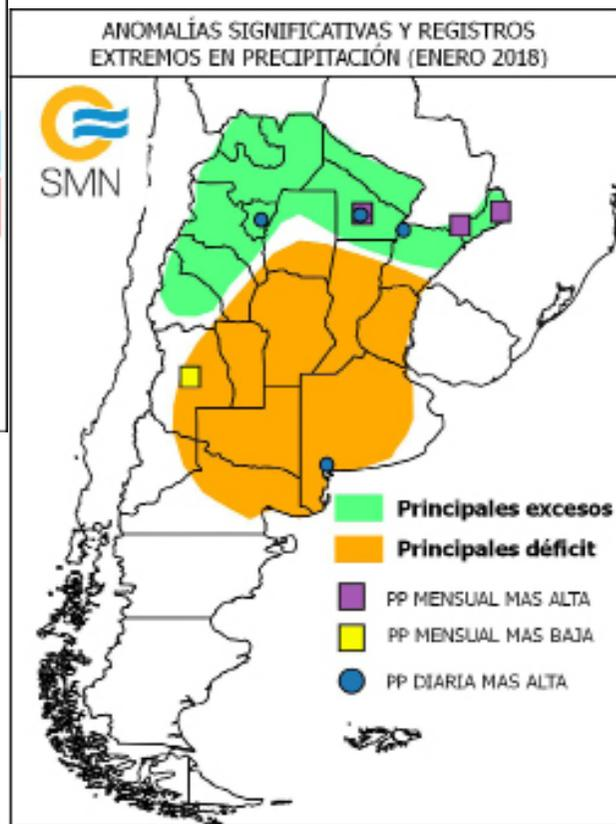 ANOMALÍAS SIGNIFICATIVAS Y REGISTROS
EXTREMOS EN PRECIPITACIÓN (ENERO 2018)
SMN
Principales excesos
Principales déficit
PP MENSUAL MAS ALTA
PP MENSUAL MAS BAJA
PP DIARIA MAS ALTA